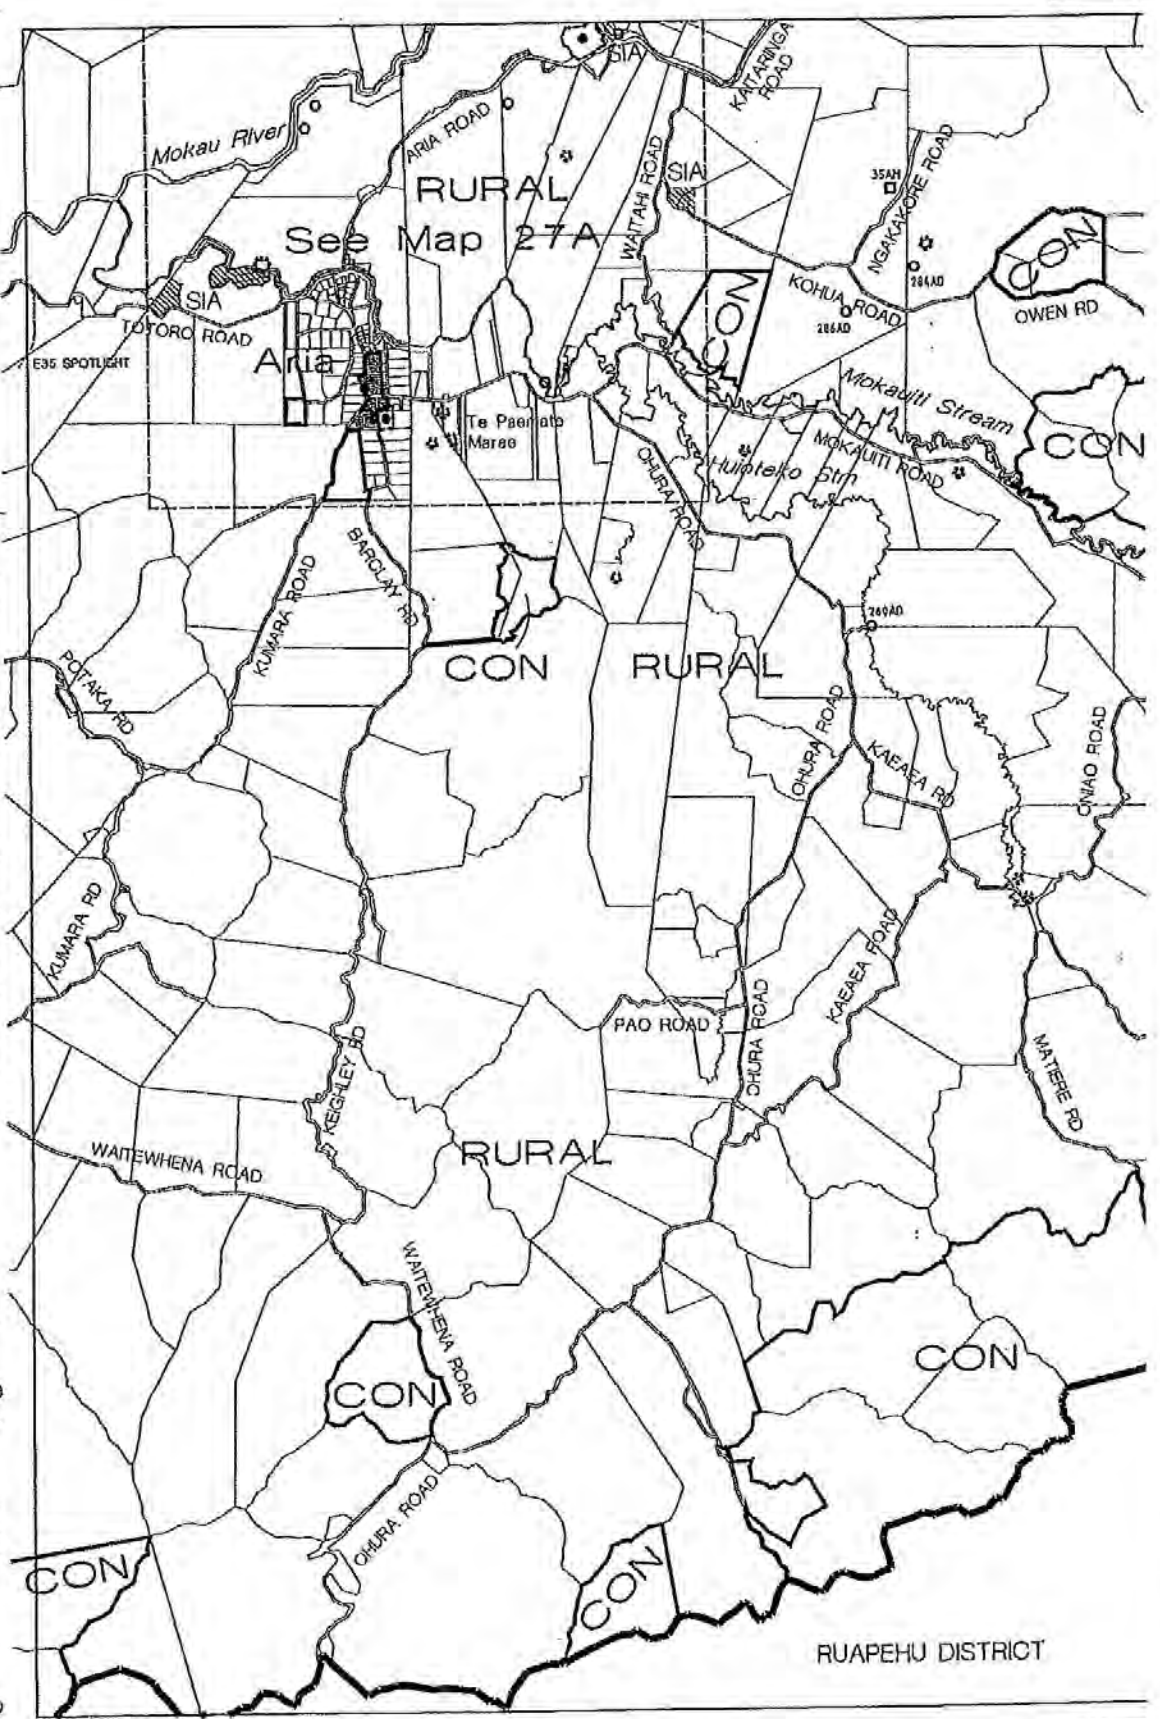 SIA
KAITARINGA
ROAD
Mokau River
ARIA ROAD
WAITAHI ROAD
SIA
35AH
NGAKAKORE ROAD
RURAL
See Map 27A
CON
284AD
KOHUA ROAD
286AD
OWEN RD
SIA
TOTORO ROAD
CON
E35 SPOTLIGHT
Aria
Mokauiti Stream
Te Paemato
Marae
CON
MOKAUITI ROAD
Huioteko Stm
OHURA ROAD
BARCLAY RD
KUMARA ROAD
269AD
CON
RURAL
POTAKA RD
OHURA ROAD
KAEAEA RD
ONIAO ROAD
KUMARA RD
KAEAEA ROAD
PAO ROAD
OHURA ROAD
KEIGHLEY RD
MATIERE RD
WAITEWHENA ROAD
RURAL
WAITEWHENA ROAD
CON
CON
OHURA ROAD
CON
CON
RUAPEHU DISTRICT